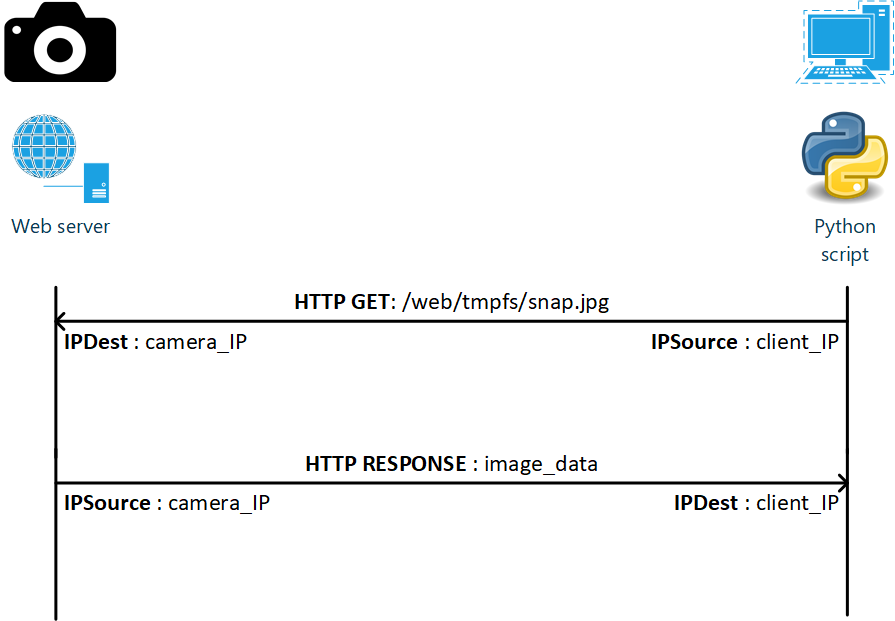 Web server
Python
script
HTTP GET: /web/tmpfs/snap.jpg
IPDest : camera_IP
IPSource : client_IP
HTTP RESPONSE : image_data
IPSource : camera_IP
IPDest : client_IP